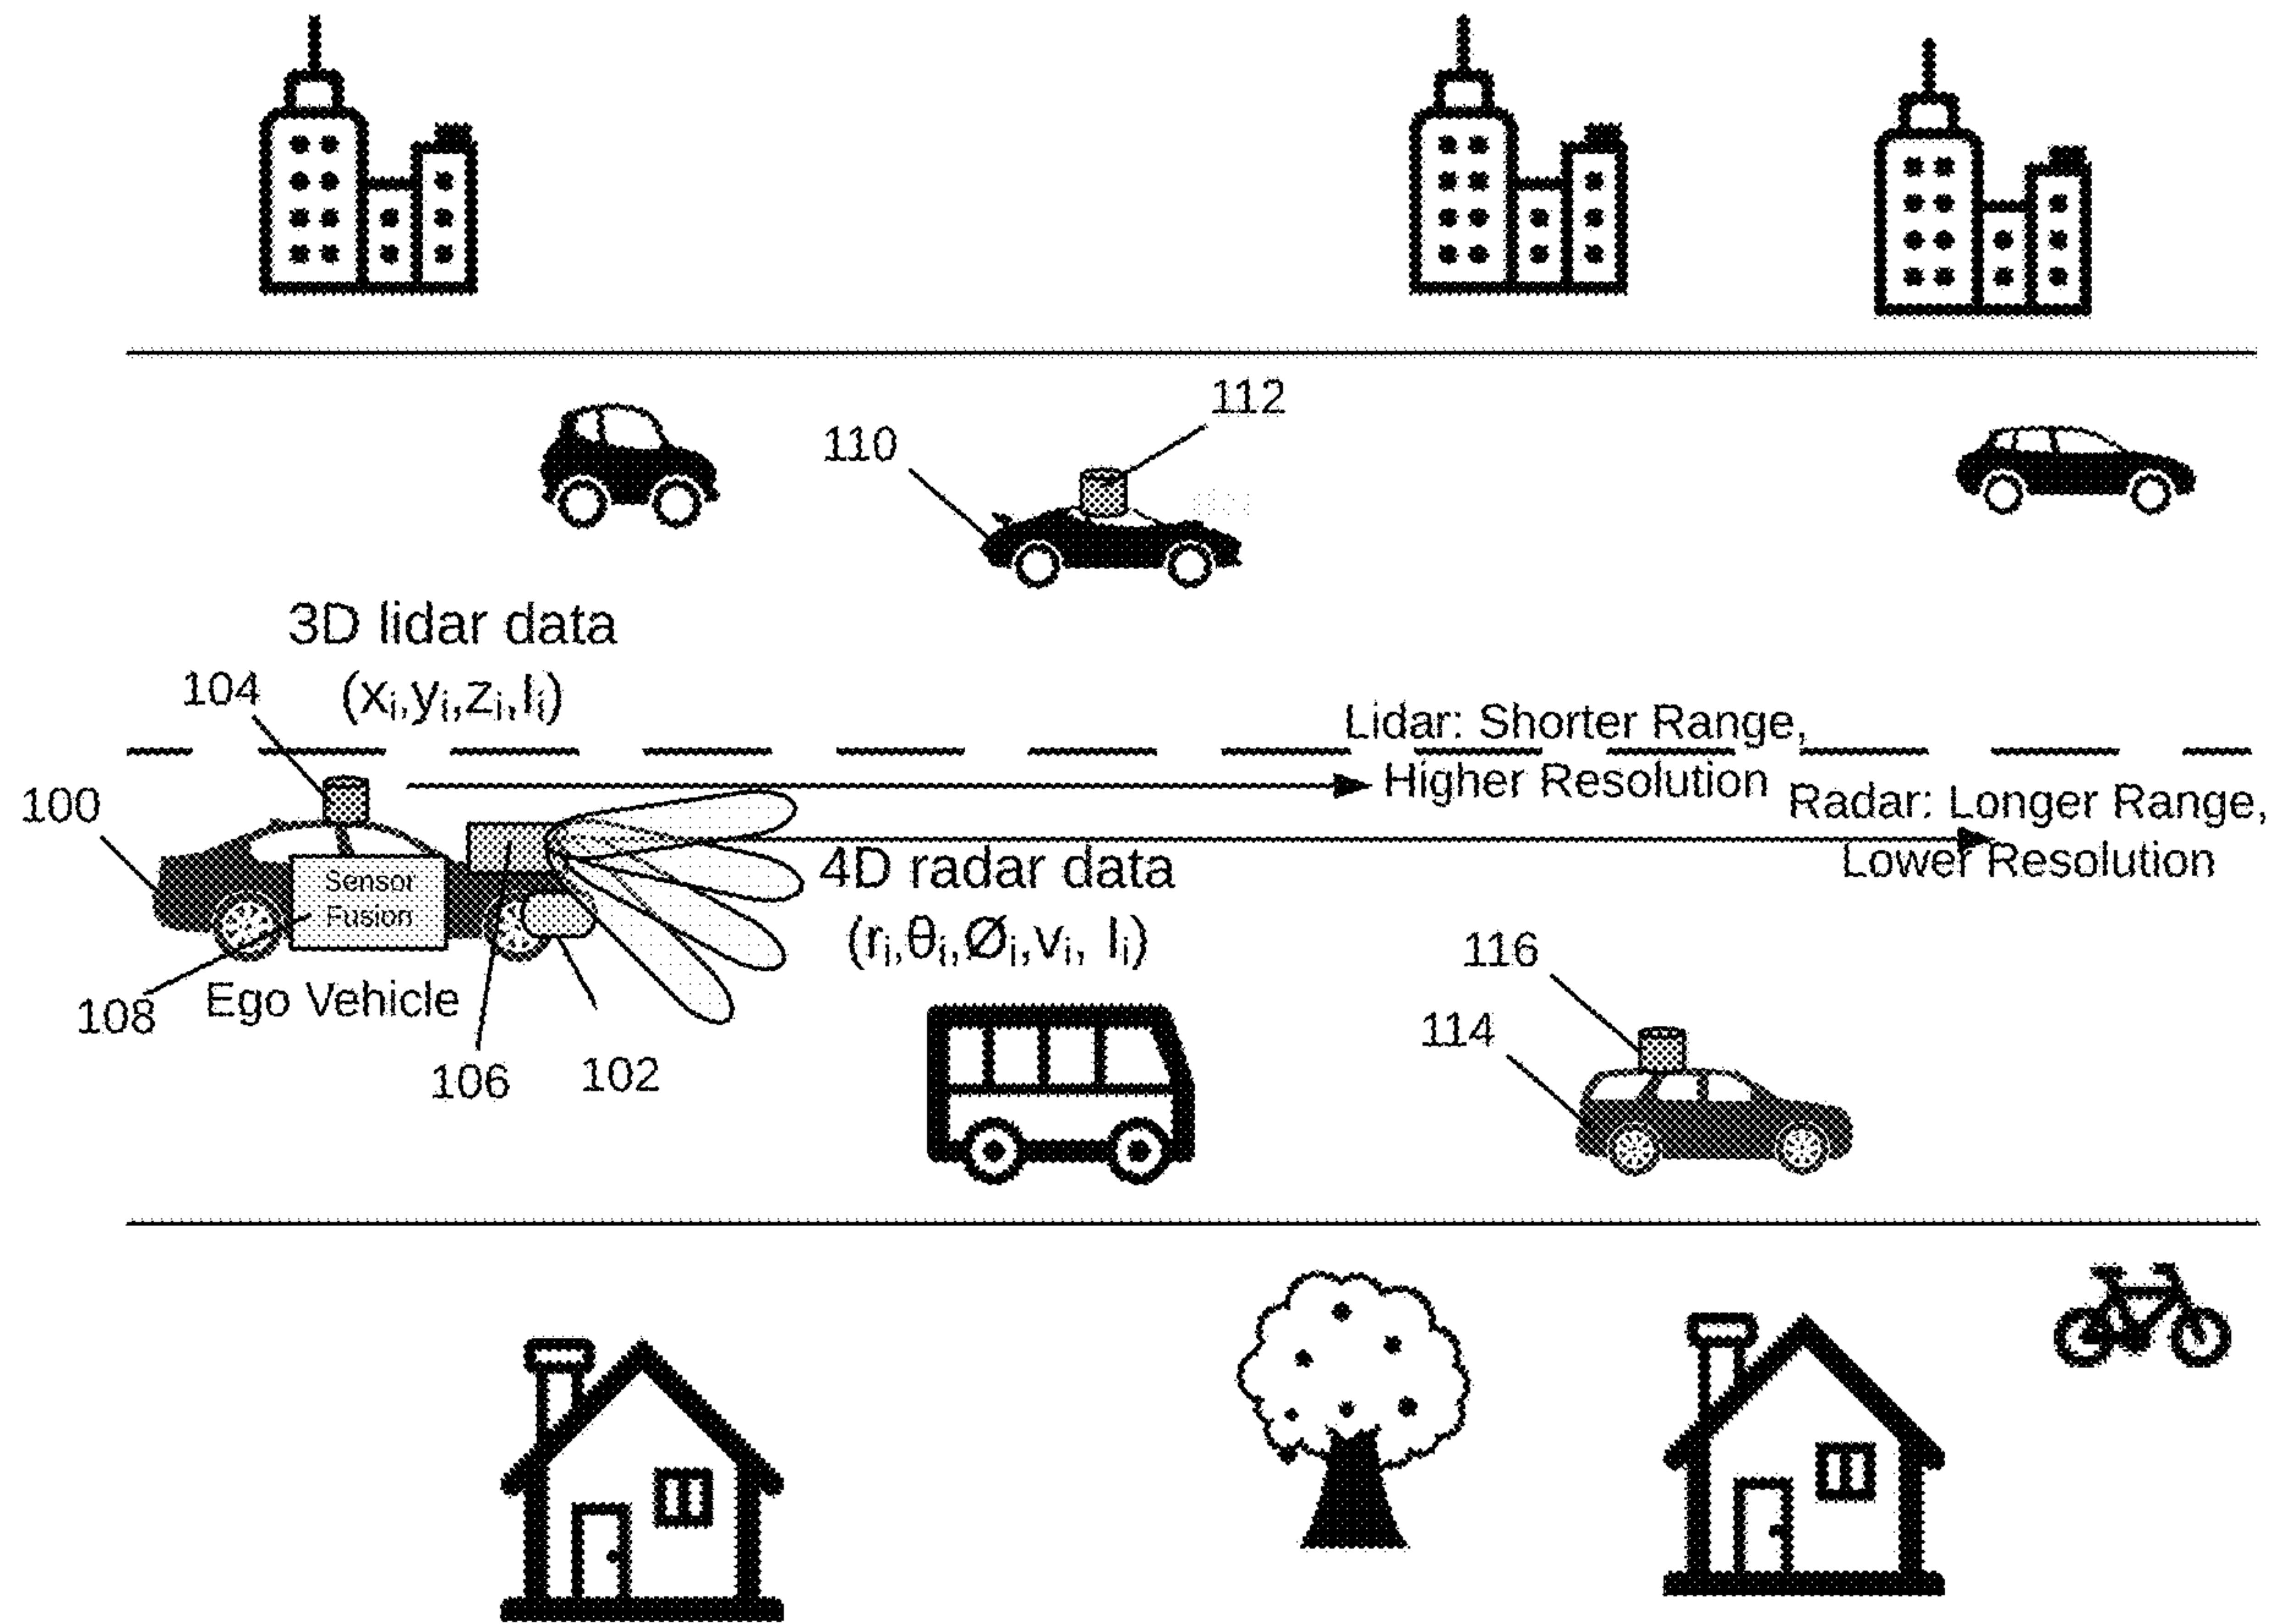 112
110
3D lidar data
(xᵢ,yᵢ,zᵢ,Iᵢ)
104
Lidar: Shorter Range,
Higher Resolution
100
Radar: Longer Range,
Lower Resolution
4D radar data
(rᵢ,θᵢ,Øᵢ,vᵢ, Iᵢ)
Sensor
Fusion
116
108
Ego Vehicle
114
106
102